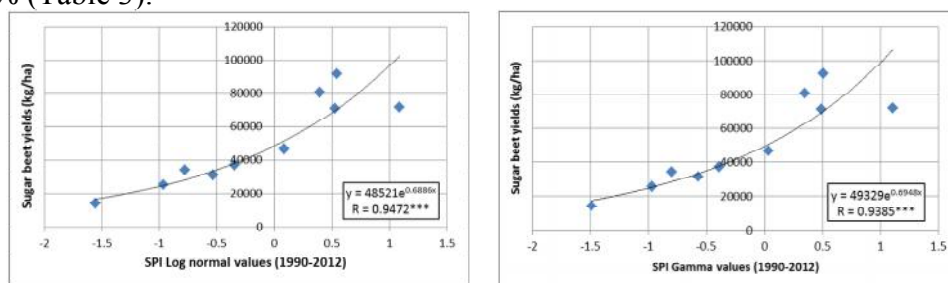 % (Table 3).
Sugar beet yields (kg/ha)
120000
100000
80000
60000
40000
20000
0
y = 48521e^0.6886x
R = 0.9472***
-2 -1.5 -1 -0.5 0 0.5 1 1.5
SPI Log normal values (1990-2012)
Sugar beet yields (kg/ha)
120000
100000
80000
60000
40000
20000
0
y = 49329e^0.6948x
R = 0.9385***
-2 -1.5 -1 -0.5 0 0.5 1 1.5
SPI Gamma values (1990-2012)